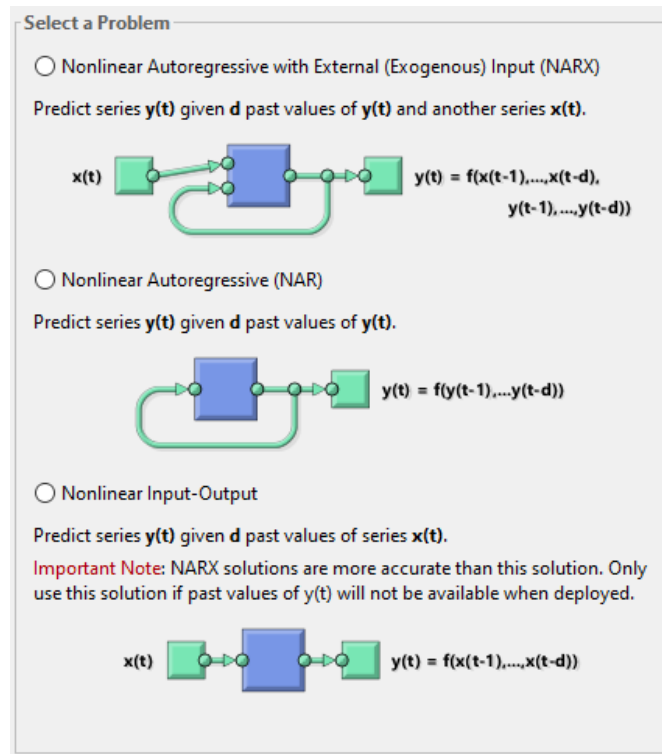 Select a Problem
Nonlinear Autoregressive with External (Exogenous) Input (NARX)
Predict series y(t) given d past values of y(t) and another series x(t).
x(t)
y(t) = f(x(t-1),...,x(t-d),
y(t-1),...,y(t-d))
Nonlinear Autoregressive (NAR)
Predict series y(t) given d past values of y(t).
y(t) = f(y(t-1),...y(t-d))
Nonlinear Input-Output
Predict series y(t) given d past values of series x(t).
Important Note: NARX solutions are more accurate than this solution. Only
use this solution if past values of y(t) will not be available when deployed.
x(t)
y(t) = f(x(t-1),...,x(t-d))